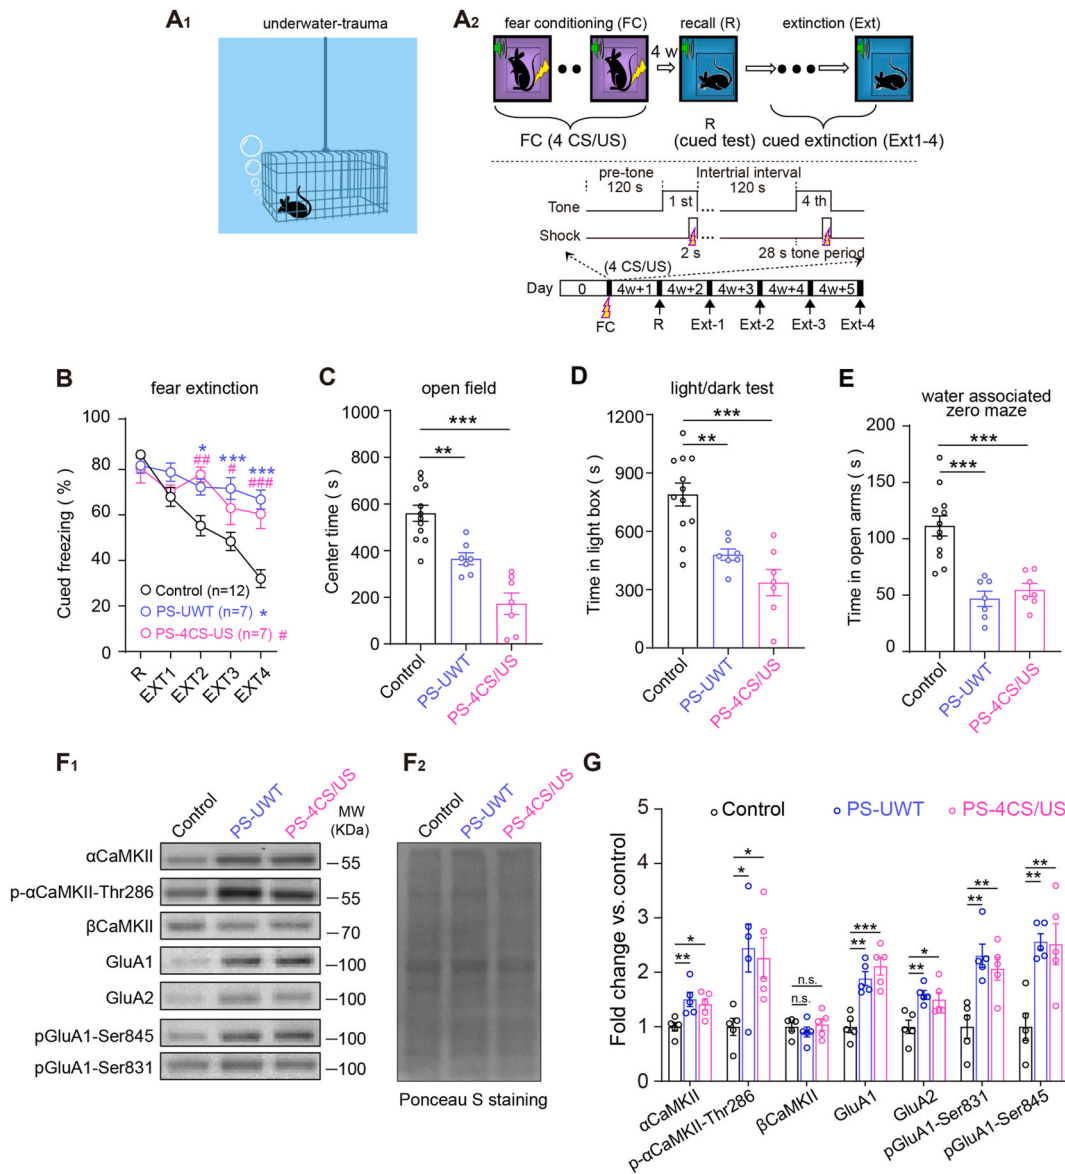 A1
underwater-trauma
A2
fear conditioning (FC)
recall (R)
extinction (Ext)
4 w
FC (4 CS/US)
R
(cued test)
cued extinction (Ext1-4)
pre-tone
120 s
Intertrial interval
120 s
Tone
1 st
4 th
Shock
2 s
28 s tone period
(4 CS/US)
Day
0
4w+1
4w+2
4w+3
4w+4
4w+5
FC
R
Ext-1
Ext-2
Ext-3
Ext-4
B
fear extinction
Cued freezing ( % )
100
80
60
40
20
0
*
***
***
##
#
###
Control (n=12)
PS-UWT (n=7) *
PS-4CS-US (n=7) #
R
EXT1
EXT2
EXT3
EXT4
C
open field
Center time ( s )
1000
800
600
400
200
0
***
**
Control
PS-UWT
PS-4CS/US
D
light/dark test
Time in light box ( s )
1200
900
600
300
0
***
**
Control
PS-UWT
PS-4CS/US
E
water associated
zero maze
Time in open arms ( s )
200
150
100
50
0
***
***
Control
PS-UWT
PS-4CS/US
F1
Control
PS-UWT
PS-4CS/US
MW
(KDa)
αCaMKII
55
p-αCaMKII-Thr286
55
βCaMKII
70
GluA1
100
GluA2
100
pGluA1-Ser845
100
pGluA1-Ser831
100
F2
Control
PS-UWT
PS-4CS/US
Ponceau S staining
G
Control
PS-UWT
PS-4CS/US
Fold change vs. control
5
4
3
2
1
0
*
**
*
*
n.s.
n.s.
***
**
*
**
**
**
**
**
αCaMKII
p-αCaMKII-Thr286
βCaMKII
GluA1
GluA2
pGluA1-Ser831
pGluA1-Ser845